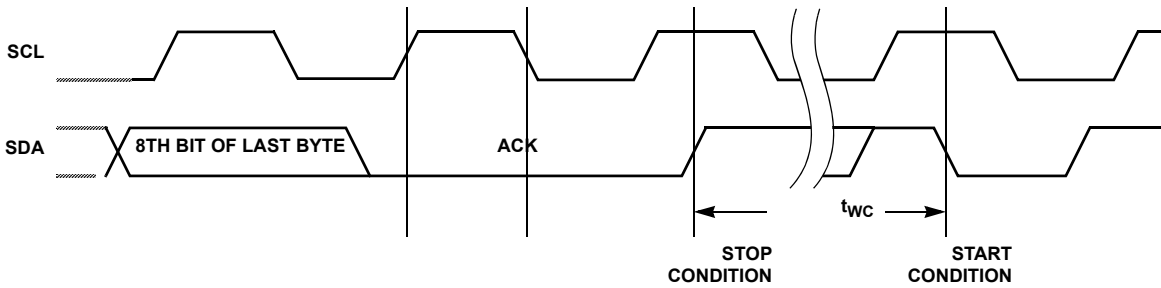 SCL
SDA
8TH BIT OF LAST BYTE
ACK
tWC
STOP
CONDITION
START
CONDITION